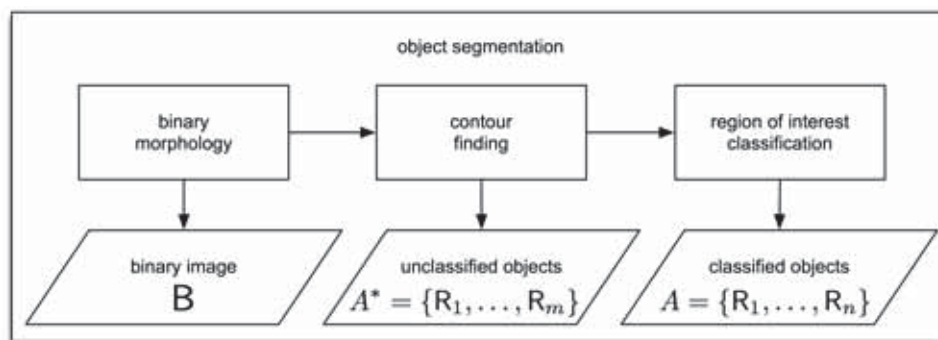 object segmentation
binary
morphology
contour
finding
region of interest
classification
binary image
B
unclassified objects
A* = {R₁, . . . , Rₘ}
classified objects
A = {R₁, . . . , Rₙ}